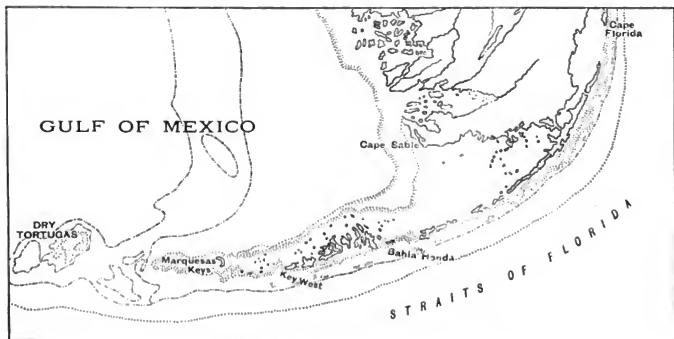 Cape
Florida
GULF OF MEXICO
Cape Sable
DRY
TORTUGAS
Marquesas
Keys
Key West
Bahia Honda
STRAITS OF FLORIDA